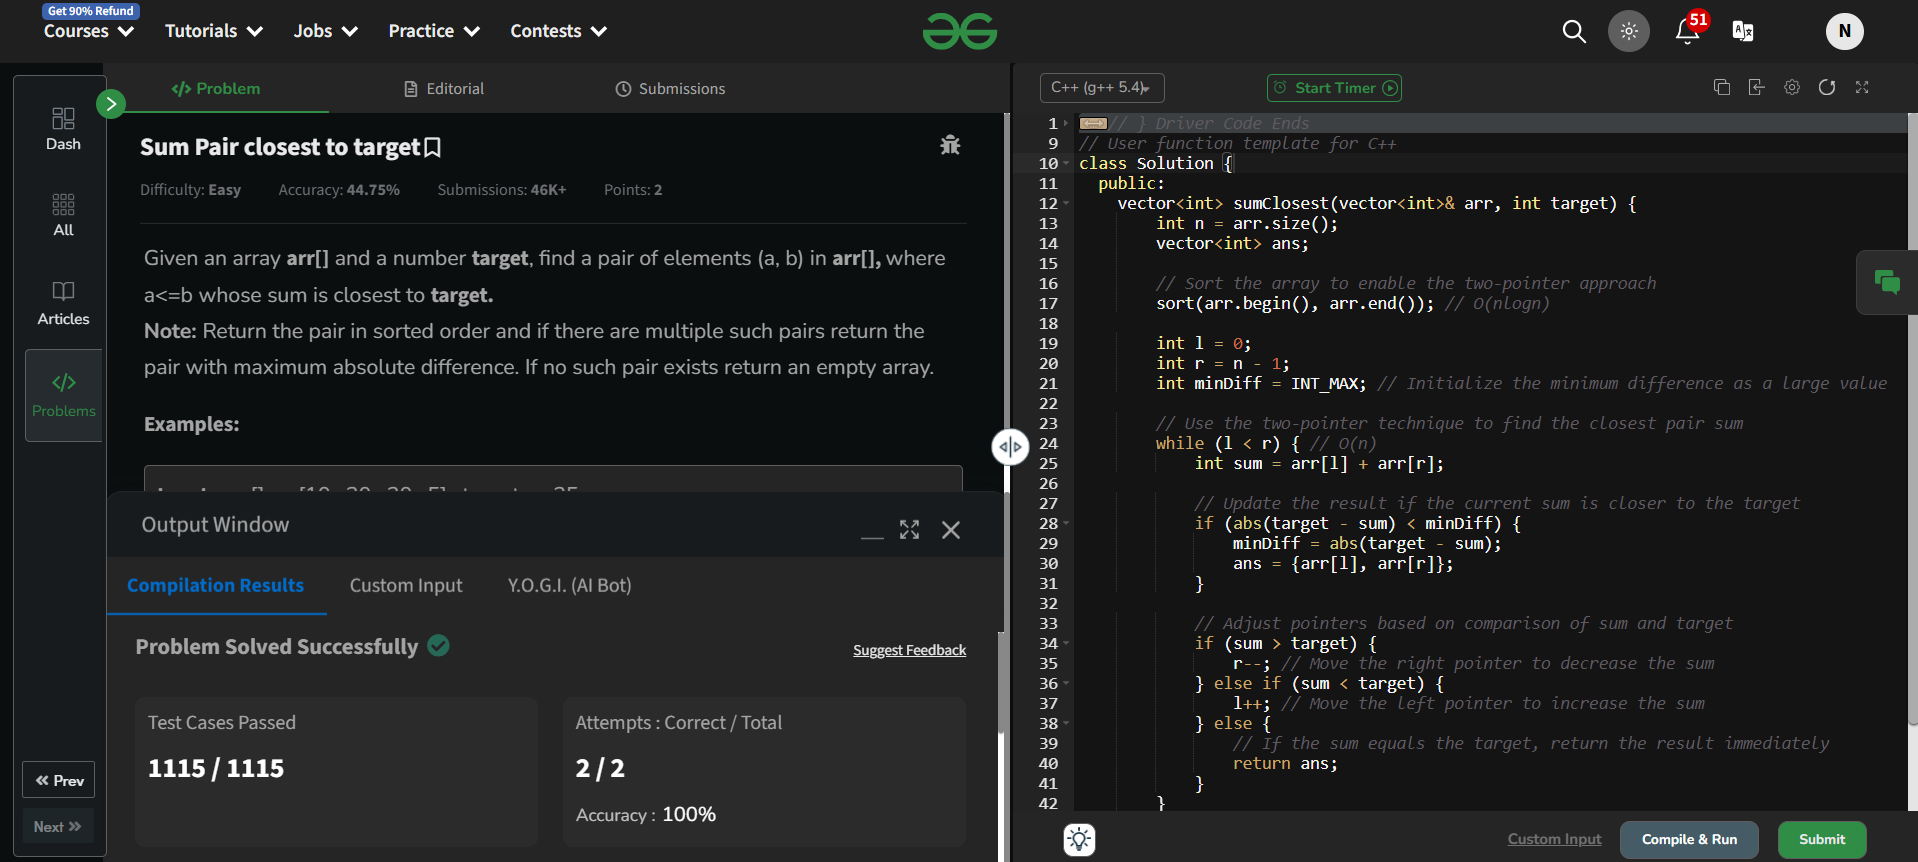 Get 90% Refund
Courses Tutorials Jobs Practice Contests
51
N
Dash
All
Articles
Problems
Prev
Next
Problem Editorial Submissions
Sum Pair closest to target
Difficulty: Easy Accuracy: 44.75% Submissions: 46K+ Points: 2
Given an array arr[] and a number target, find a pair of elements (a, b) in arr[], where
a<=b whose sum is closest to target.
Note: Return the pair in sorted order and if there are multiple such pairs return the
pair with maximum absolute difference. If no such pair exists return an empty array.
Examples:
Output Window
Compilation Results Custom Input Y.O.G.I. (AI Bot)
Problem Solved Successfully
Suggest Feedback
Test Cases Passed
1115 / 1115
Attempts : Correct / Total
2 / 2
Accuracy : 100%
C++ (g++ 5.4)
Start Timer
1 // } Driver Code Ends
9 // User function template for C++
10 class Solution {
11 public:
12 vector<int> sumClosest(vector<int>& arr, int target) {
13 int n = arr.size();
14 vector<int> ans;
15
16 // Sort the array to enable the two-pointer approach
17 sort(arr.begin(), arr.end()); // O(nlogn)
18
19 int l = 0;
20 int r = n - 1;
21 int minDiff = INT_MAX; // Initialize the minimum difference as a large value
22
23 // Use the two-pointer technique to find the closest pair sum
24 while (l < r) { // O(n)
25 int sum = arr[l] + arr[r];
26
27 // Update the result if the current sum is closer to the target
28 if (abs(target - sum) < minDiff) {
29 minDiff = abs(target - sum);
30 ans = {arr[l], arr[r]};
31 }
32
33 // Adjust pointers based on comparison of sum and target
34 if (sum > target) {
35 r--; // Move the right pointer to decrease the sum
36 } else if (sum < target) {
37 l++; // Move the left pointer to increase the sum
38 } else {
39 // If the sum equals the target, return the result immediately
40 return ans;
41 }
42 }
Custom Input Compile & Run Submit